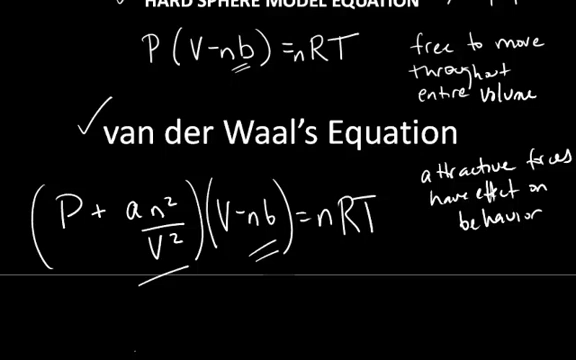 HARD SPHERE MODEL EQUATION
P(V-nb)=nRT
free to move
throughout
entire volume
van der Waal's Equation
attractive forces
have effect on
behavior
(P + an²/V²)(V-nb)=nRT